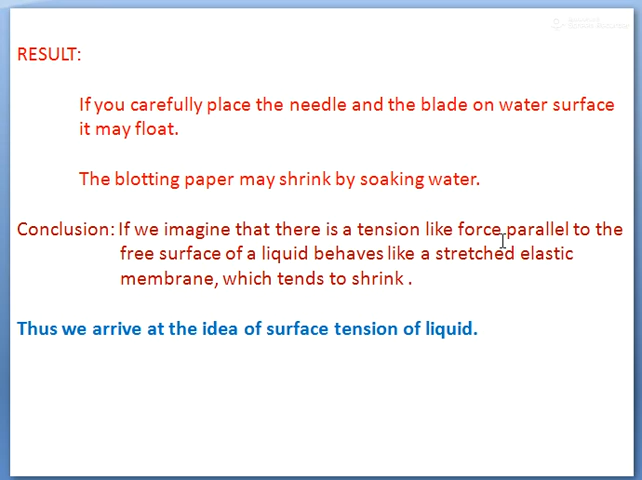 RESULT:
If you carefully place the needle and the blade on water surface
it may float.
The blotting paper may shrink by soaking water.
Conclusion: If we imagine that there is a tension like force parallel to the
free surface of a liquid behaves like a stretched elastic
membrane, which tends to shrink .
Thus we arrive at the idea of surface tension of liquid.